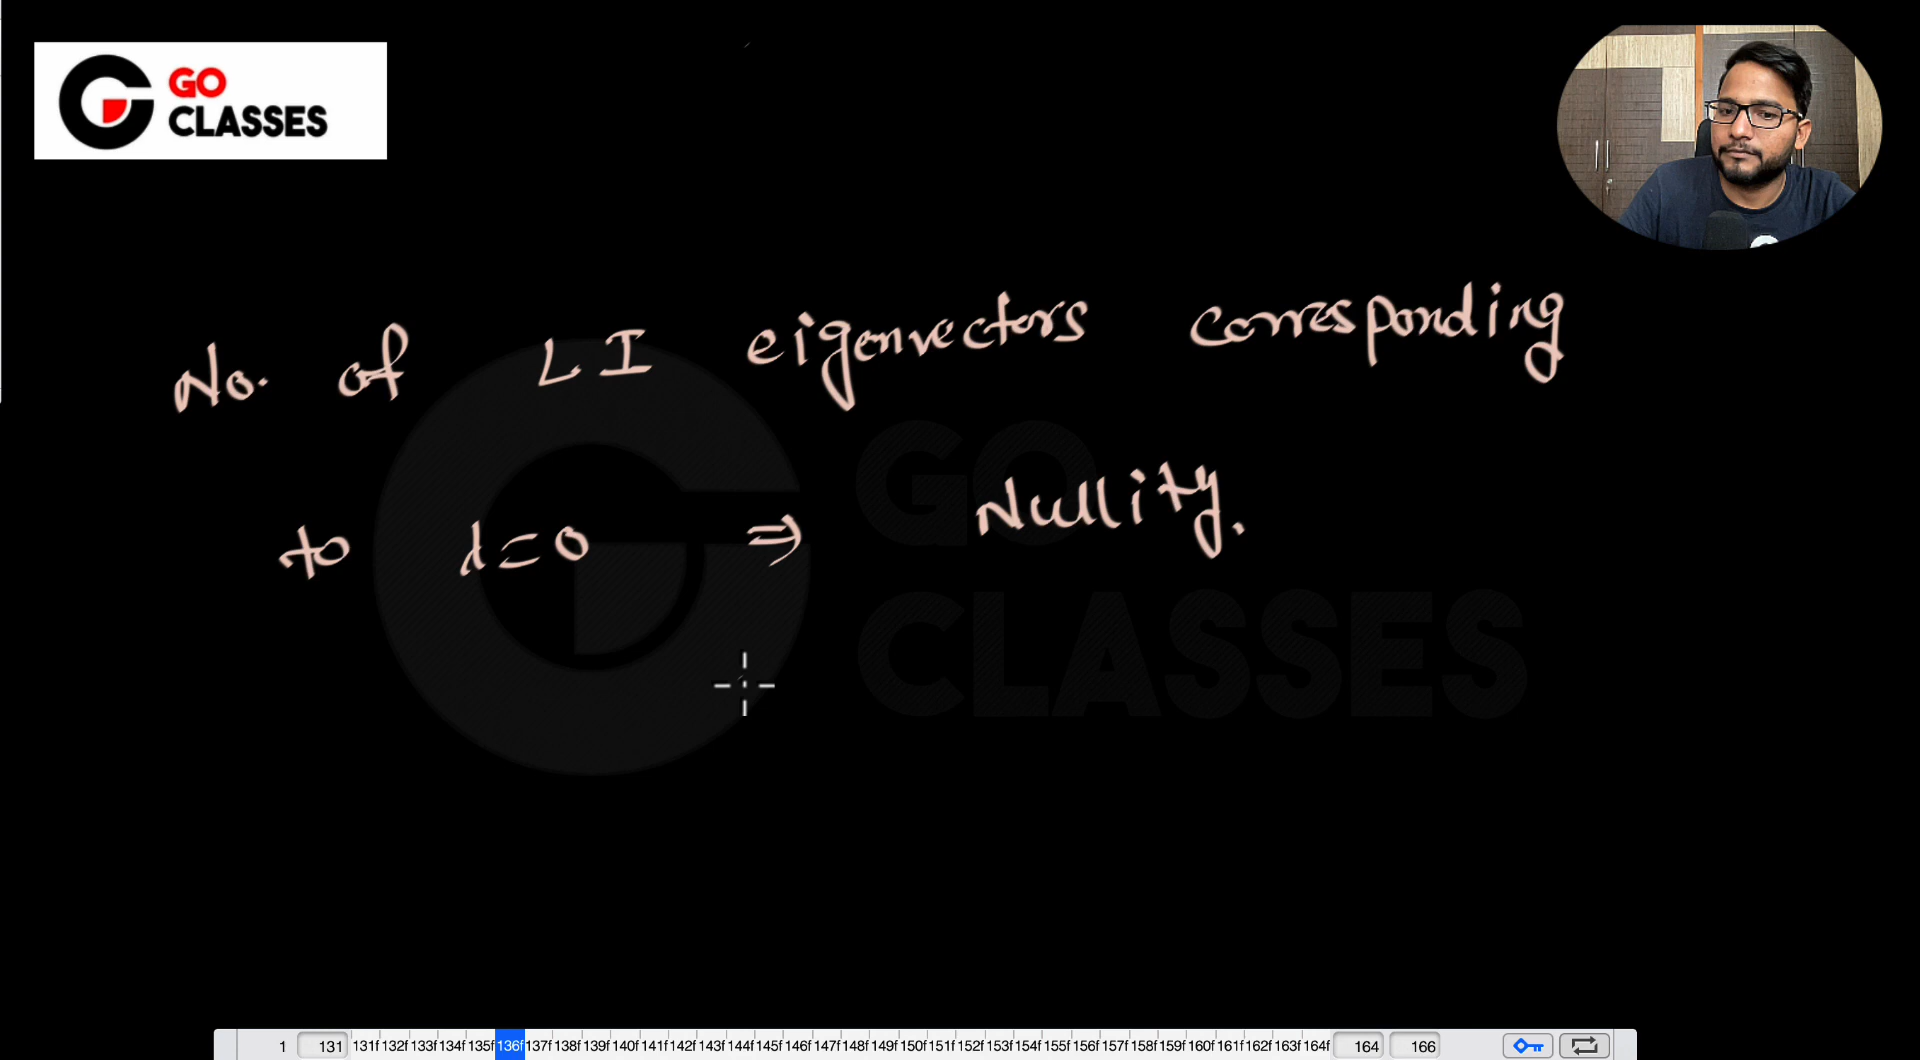 GO
CLASSES
No. of LI eigenvectors corresponding
to λ=0 ⇒ Nullity.
GO
CLASSES
1 131 131f 132f 133f 134f 135f 136f 137f 138f 139f 140f 141f 142f 143f 144f 145f 146f 147f 148f 149f 150f 151f 152f 153f 154f 155f 156f 157f 158f 159f 160f 161f 162f 163f 164f 164 166